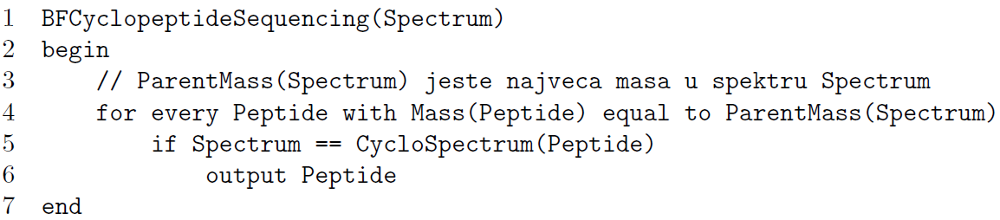 1 BFCyclopeptideSequencing(Spectrum)
2 begin
3 // ParentMass(Spectrum) jeste najveca masa u spektru Spectrum
4 for every Peptide with Mass(Peptide) equal to ParentMass(Spectrum)
5 if Spectrum == CycloSpectrum(Peptide)
6 output Peptide
7 end